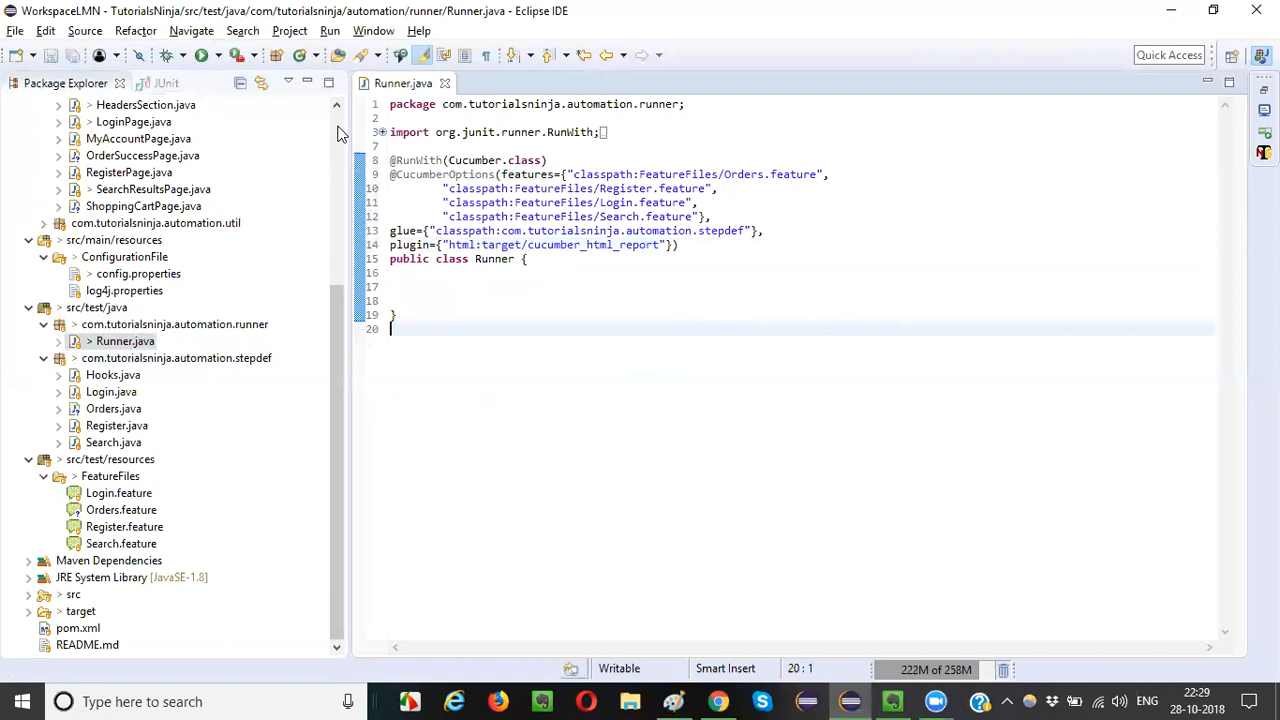 WorkspaceLMN - TutorialsNinja/src/test/java/com/tutorialsninja/automation/runner/Runner.java - Eclipse IDE
File Edit Source Refactor Navigate Search Project Run Window Help
Quick Access
Package Explorer JUnit
Runner.java
> HeadersSection.java
> LoginPage.java
MyAccountPage.java
OrderSuccessPage.java
RegisterPage.java
> SearchResultsPage.java
ShoppingCartPage.java
com.tutorialsninja.automation.util
> src/main/resources
ConfigurationFile
> config.properties
log4j.properties
> src/test/java
com.tutorialsninja.automation.runner
> Runner.java
com.tutorialsninja.automation.stepdef
Hooks.java
Login.java
Orders.java
Register.java
Search.java
> src/test/resources
> FeatureFiles
Login.feature
Orders.feature
Register.feature
Search.feature
Maven Dependencies
JRE System Library [JavaSE-1.8]
> src
> target
pom.xml
README.md
1 package com.tutorialsninja.automation.runner;
2
3 import org.junit.runner.RunWith;
7
8 @RunWith(Cucumber.class)
9 @CucumberOptions(features={"classpath:FeatureFiles/Orders.feature",
10 "classpath:FeatureFiles/Register.feature",
11 "classpath:FeatureFiles/Login.feature",
12 "classpath:FeatureFiles/Search.feature"},
13 glue={"classpath:com.tutorialsninja.automation.stepdef"},
14 plugin={"html:target/cucumber_html_report"})
15 public class Runner {
16
17
18
19 }
20
Writable Smart Insert 20 : 1 222M of 258M
Type here to search
ENG
22:29
28-10-2018